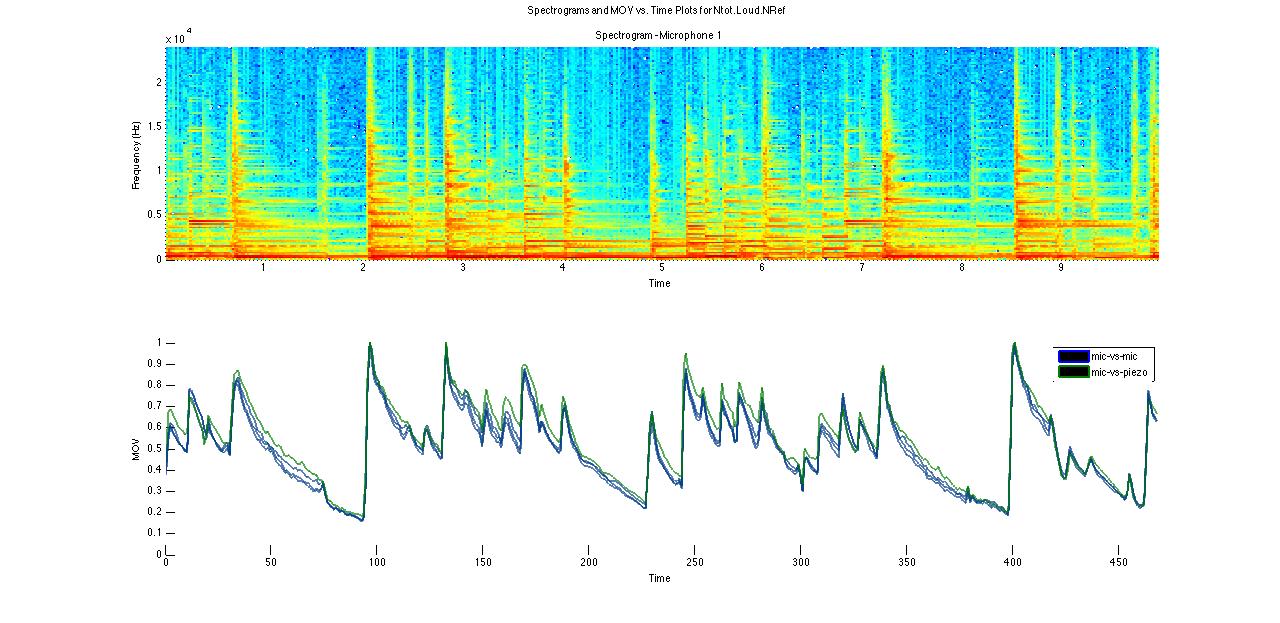 Spectrograms and MOV vs. Time Plots for Ntot.Loud.NRef
Spectrogram - Microphone 1
x 10^4
2
1.5
1
0.5
0
Frequency (Hz)
1 2 3 4 5 6 7 8 9
Time
1
0.9
0.8
0.7
0.6
0.5
0.4
0.3
0.2
0.1
0
MOV
mic-vs-mic
mic-vs-piezo
0 50 100 150 200 250 300 350 400 450
Time